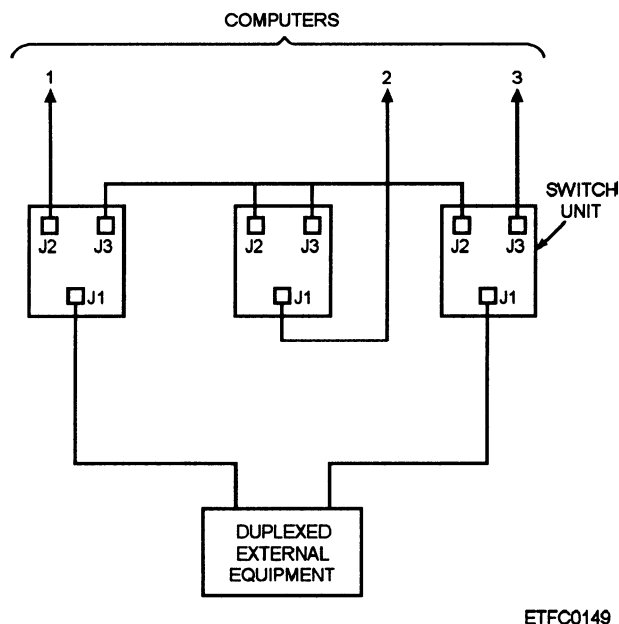 COMPUTERS
1
2
3
SWITCH
UNIT
J2 J3
J1
J2 J3
J1
J2 J3
J1
DUPLEXED
EXTERNAL
EQUIPMENT
ETFC0149